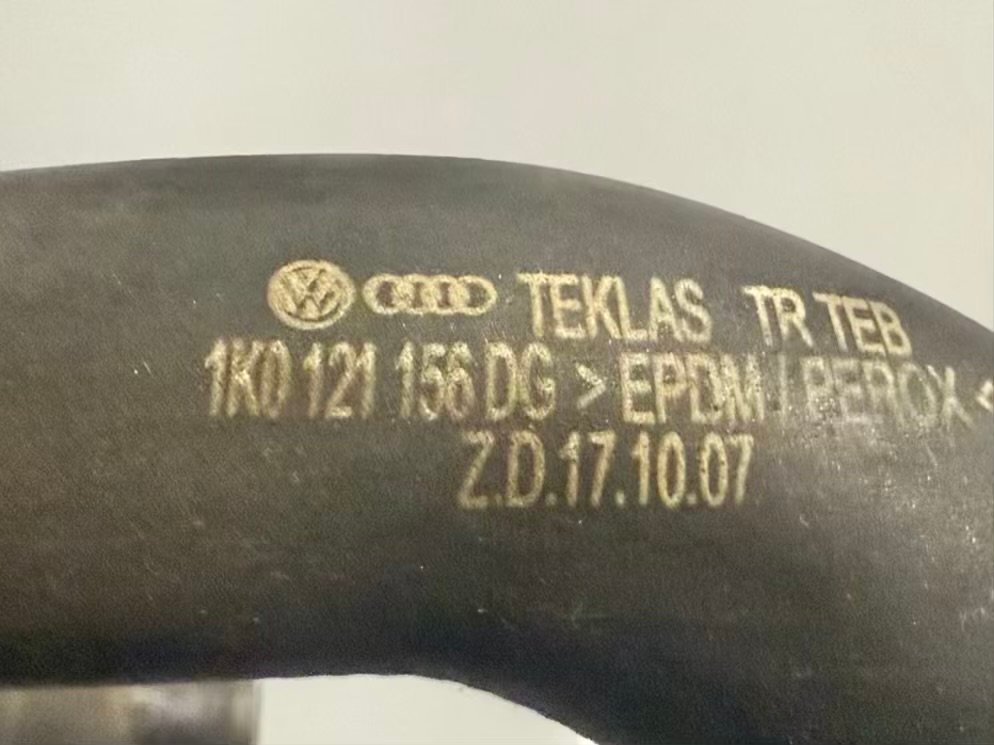 TEKLAS TR TEB
1K0 121 156 DG >EPDM / PEROX<
Z.D.17.10.07